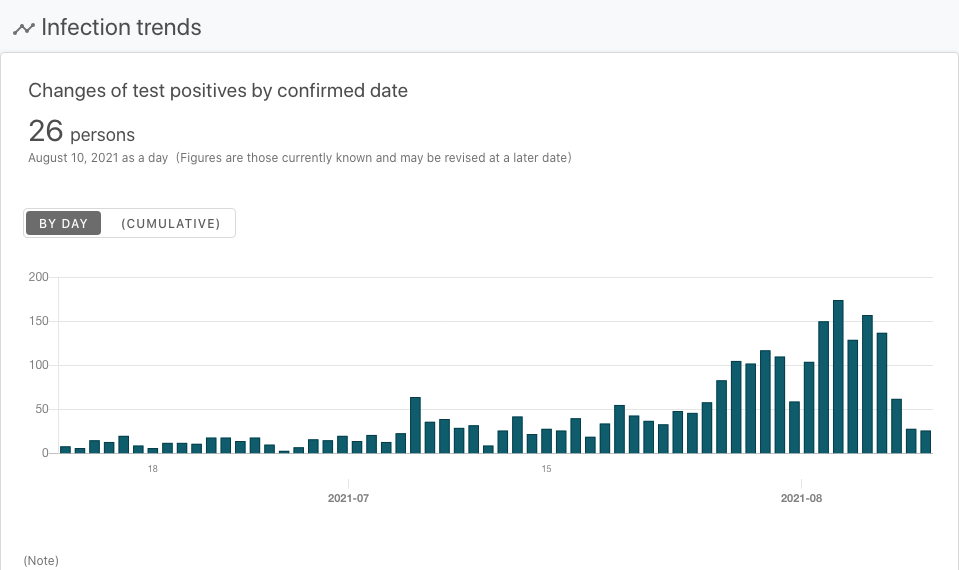 Infection trends
Changes of test positives by confirmed date
26 persons
August 10, 2021 as a day (Figures are those currently known and may be revised at a later date)
BY DAY (CUMULATIVE)
200
150
100
50
0
18 15
2021-07 2021-08
(Note)